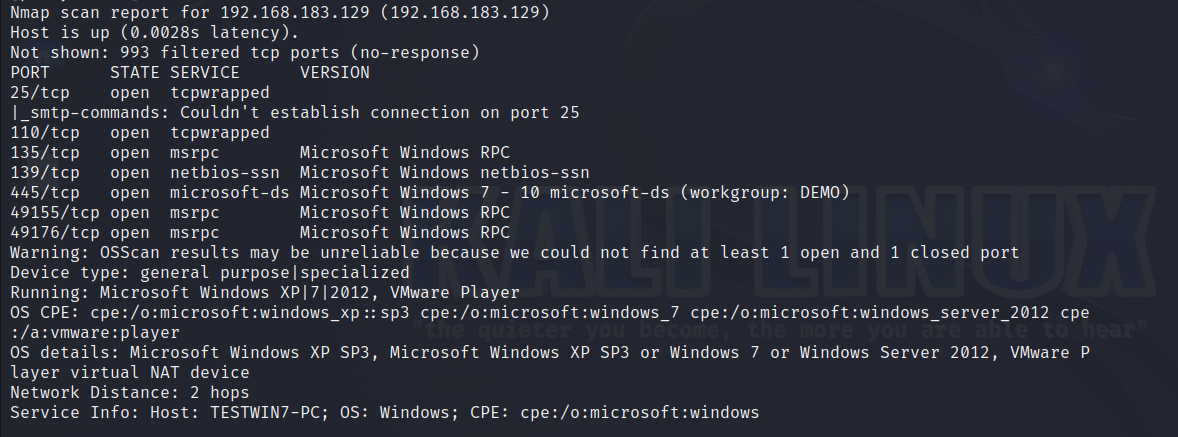 Nmap scan report for 192.168.183.129 (192.168.183.129)
Host is up (0.0028s latency).
Not shown: 993 filtered tcp ports (no-response)
PORT      STATE SERVICE      VERSION
25/tcp    open  tcpwrapped
|_smtp-commands: Couldn't establish connection on port 25
110/tcp   open  tcpwrapped
135/tcp   open  msrpc        Microsoft Windows RPC
139/tcp   open  netbios-ssn  Microsoft Windows netbios-ssn
445/tcp   open  microsoft-ds Microsoft Windows 7 - 10 microsoft-ds (workgroup: DEMO)
49155/tcp open  msrpc        Microsoft Windows RPC
49176/tcp open  msrpc        Microsoft Windows RPC
Warning: OSScan results may be unreliable because we could not find at least 1 open and 1 closed port
Device type: general purpose|specialized
Running: Microsoft Windows XP|7|2012, VMware Player
OS CPE: cpe:/o:microsoft:windows_xp::sp3 cpe:/o:microsoft:windows_7 cpe:/o:microsoft:windows_server_2012 cpe
:/a:vmware:player
OS details: Microsoft Windows XP SP3, Microsoft Windows XP SP3 or Windows 7 or Windows Server 2012, VMware P
layer virtual NAT device
Network Distance: 2 hops
Service Info: Host: TESTWIN7-PC; OS: Windows; CPE: cpe:/o:microsoft:windows
KALI LINUX
"the quieter you become, the more you are able to hear"